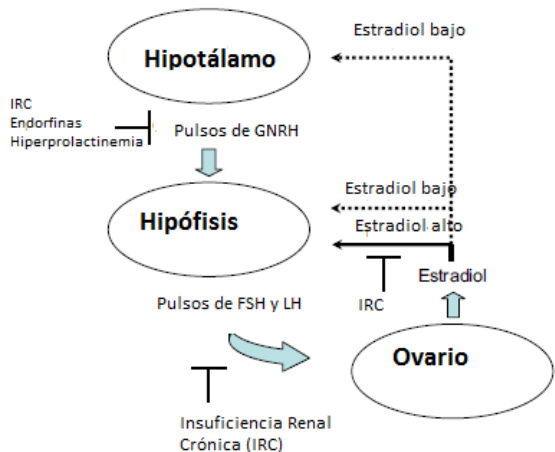 Estradiol bajo
Hipotálamo
IRC
Endorfinas
Hiperprolactinemia
Pulsos de GNRH
Estradiol bajo
Hipófisis
Estradiol alto
Estradiol
Pulsos de FSH y LH
IRC
Ovario
Insuficiencia Renal
Crónica (IRC)